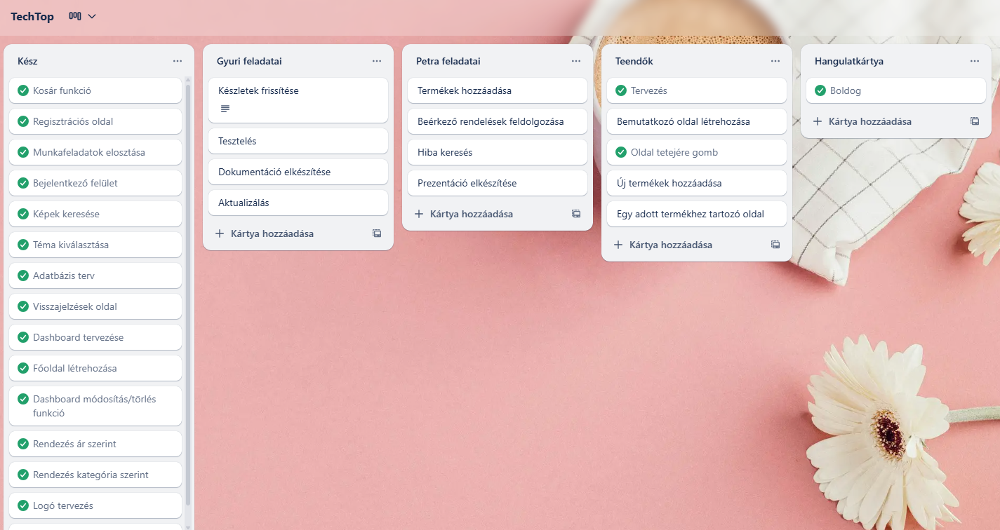 TechTop
Kész
Kosár funkció
Regisztrációs oldal
Munkafeladatok elosztása
Bejelentkező felület
Képek keresése
Téma kiválasztása
Adatbázis terv
Visszajelzések oldal
Dashboard tervezése
Főoldal létrehozása
Dashboard módosítás/törlés
funkció
Rendezés ár szerint
Rendezés kategória szerint
Logó tervezés
Gyuri feladatai
Készletek frissítése
Tesztelés
Dokumentáció elkészítése
Aktualizálás
Kártya hozzáadása
Petra feladatai
Termékek hozzáadása
Beérkező rendelések feldolgozása
Hiba keresés
Prezentáció elkészítése
Kártya hozzáadása
Teendők
Tervezés
Bemutatkozó oldal létrehozása
Oldal tetejére gomb
Új termékek hozzáadása
Egy adott termékhez tartozó oldal
Kártya hozzáadása
Hangulatkártya
Boldog
Kártya hozzáadása